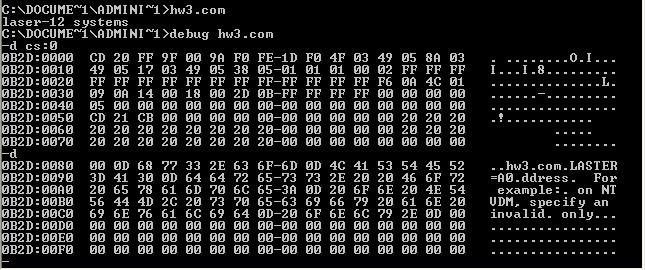 C:\DOCUME~1\ADMINI~1>hw3.com
laser-12 systems
C:\DOCUME~1\ADMINI~1>debug hw3.com
-d cs:0
0B2D:0000  CD 20 FF 9F 00 9A F0 FE-1D F0 4F 03 49 05 8A 03   . ........O.I...
0B2D:0010  49 05 17 03 49 05 38 05-01 01 01 00 02 FF FF FF   I...I.8.........
0B2D:0020  FF FF FF FF FF FF FF FF-FF FF FF FF F6 0A 4C 01   ..............L.
0B2D:0030  09 0A 14 00 18 00 2D 0B-FF FF FF FF 00 00 00 00   ......-.........
0B2D:0040  05 00 00 00 00 00 00 00-00 00 00 00 00 00 00 00   ................
0B2D:0050  CD 21 CB 00 00 00 00 00-00 00 00 00 00 20 20 20   .!...........
0B2D:0060  20 20 20 20 20 20 20 20-00 00 00 00 00 20 20 20           .....
0B2D:0070  20 20 20 20 20 20 20 20-00 00 00 00 00 00 00 00           ........
-d
0B2D:0080  00 0D 68 77 33 2E 63 6F-6D 0D 4C 41 53 54 45 52   ..hw3.com.LASTER
0B2D:0090  3D 41 30 0D 64 64 72 65-73 73 2E 20 20 46 6F 72   =A0.ddress.  For
0B2D:00A0  20 65 78 61 6D 70 6C 65-3A 0D 20 6F 6E 20 4E 54    example:. on NT
0B2D:00B0  56 44 4D 2C 20 73 70 65-63 69 66 79 20 61 6E 20   VDM, specify an
0B2D:00C0  69 6E 76 61 6C 69 64 0D-20 6F 6E 6C 79 2E 0D 00   invalid. only...
0B2D:00D0  00 00 00 00 00 00 00 00-00 00 00 00 00 00 00 00   ................
0B2D:00E0  00 00 00 00 00 00 00 00-00 00 00 00 00 00 00 00   ................
0B2D:00F0  00 00 00 00 00 00 00 00-00 00 00 00 00 00 00 00   ................
-